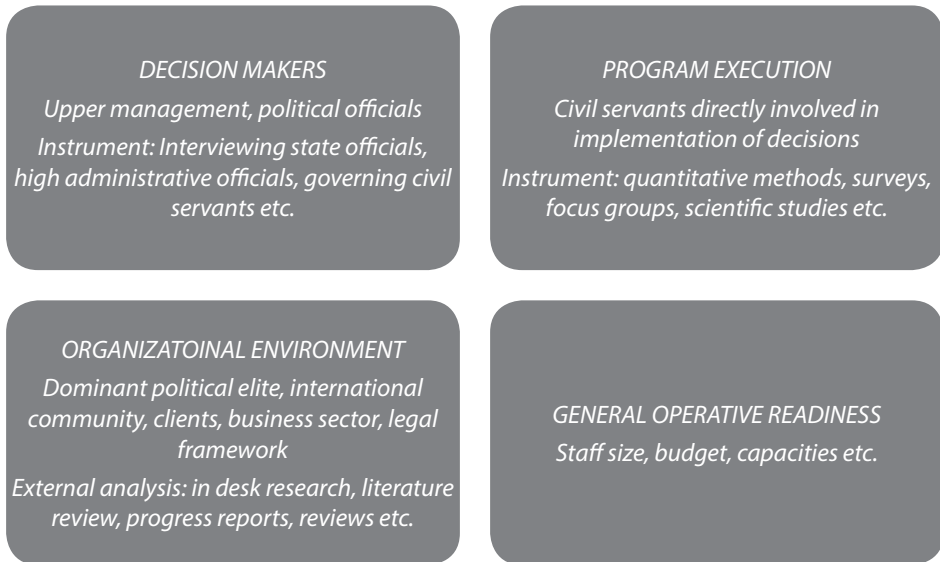 DECISION MAKERS
Upper management, political officials
Instrument: Interviewing state officials,
high administrative officials, governing civil
servants etc.
PROGRAM EXECUTION
Civil servants directly involved in
implementation of decisions
Instrument: quantitative methods, surveys,
focus groups, scientific studies etc.
ORGANIZATOINAL ENVIRONMENT
Dominant political elite, international
community, clients, business sector, legal
framework
External analysis: in desk research, literature
review, progress reports, reviews etc.
GENERAL OPERATIVE READINESS
Staff size, budget, capacities etc.